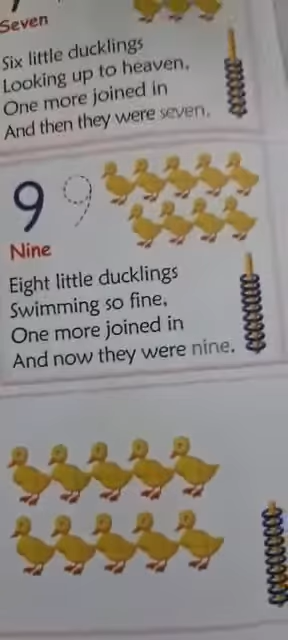 Seven
Six little ducklings
Looking up to heaven,
One more joined in
And then they were seven.
9 9
Nine
Eight little ducklings
Swimming so fine,
One more joined in
And now they were nine.